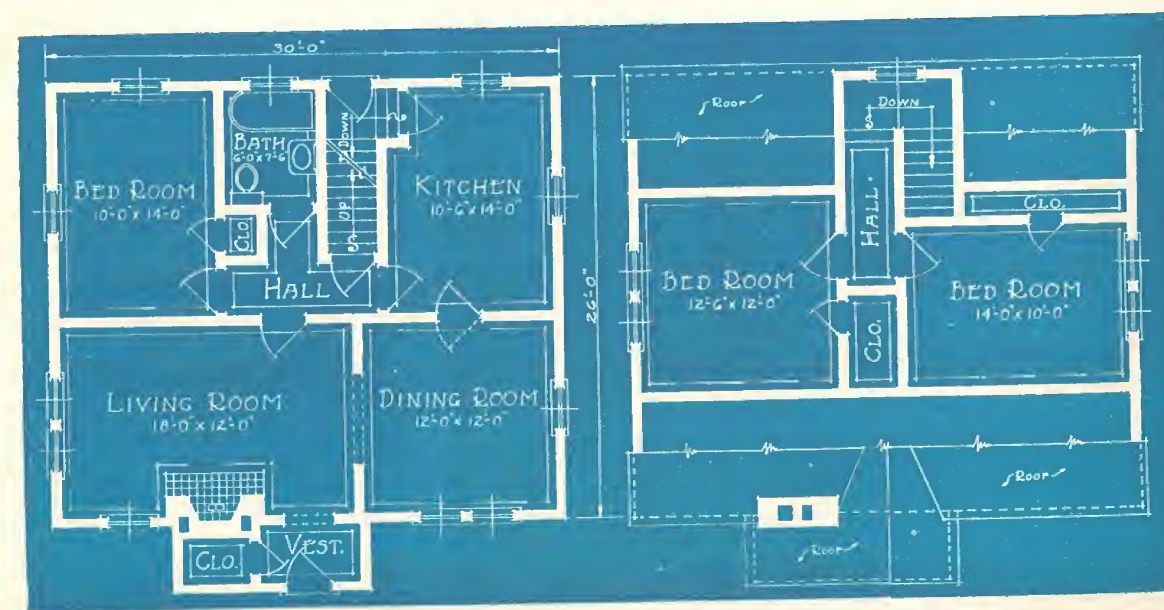 30'-0"
BATH
6'-0"x7'-6"
DOWN
BED ROOM
10'-0"x14'-0"
KITCHEN
10'-6"x14'-0"
CLO.
UP
HALL
26'-0"
LIVING ROOM
18'-0"x12'-0"
DINING ROOM
12'-0"x12'-0"
CLO.
VEST.
ROOF
DOWN
HALL
CLO.
BED ROOM
12'-6"x12'-0"
BED ROOM
14'-0"x10'-0"
CLO.
ROOF
ROOF